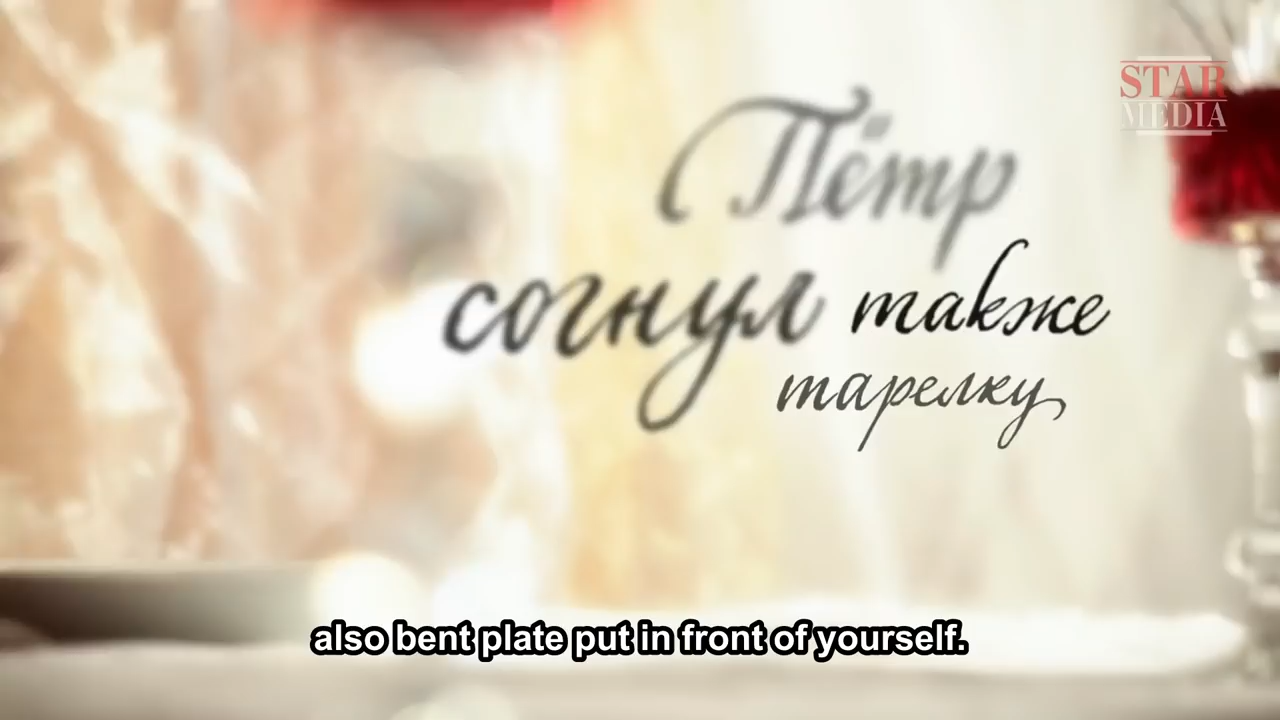 STAR
MEDIA
Пётр
согнул также
тарелку
also bent plate put in front of yourself.